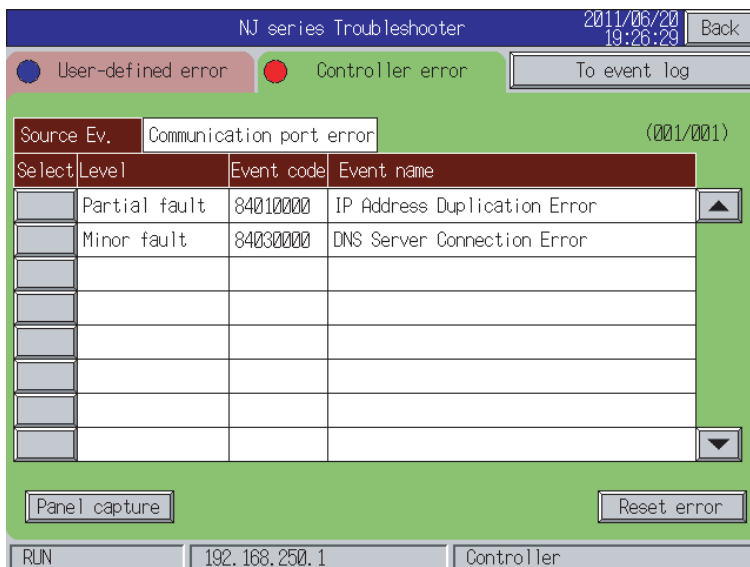 NJ series Troubleshooter
2011/06/20
19:26:29
Back
User-defined error
Controller error
To event log
Source Ev.
Communication port error
(001/001)
Select
Level
Event code
Event name
Partial fault
84010000
IP Address Duplication Error
Minor fault
84030000
DNS Server Connection Error
Panel capture
Reset error
RUN
192.168.250.1
Controller